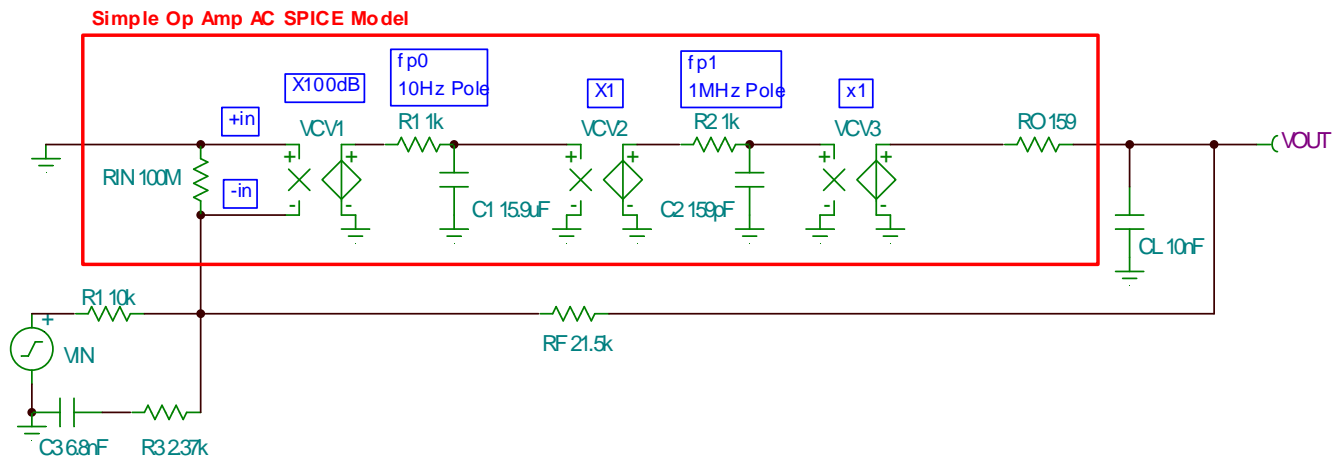 Simple Op Amp AC SPICE Model
fp0
10Hz Pole
fp1
1MHz Pole
X100dB
X1
x1
+in
VCV1
R1 1k
VCV2
R2 1k
VCV3
RO 159
VOUT
+
-
+
-
+
-
+
-
+
-
+
-
RIN 100M
-in
C1 15.9uF
C2 159pF
CL 10nF
R1 10k
+
VIN
RF 21.5k
C3 6.8nF
R3 2.37k